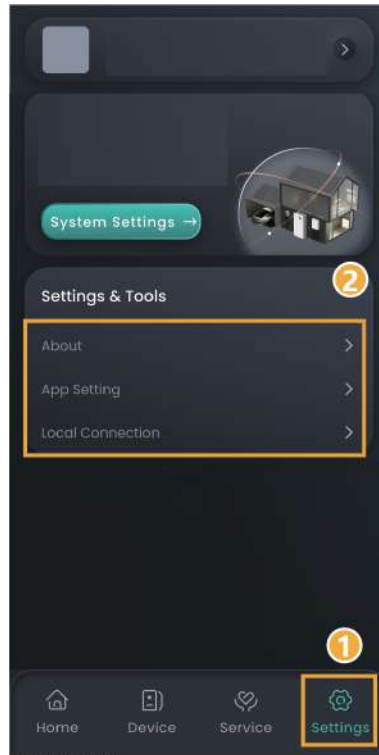 System Settings →
2
Settings & Tools
About
App Setting
Local Connection
1
Home
Device
Service
Settings